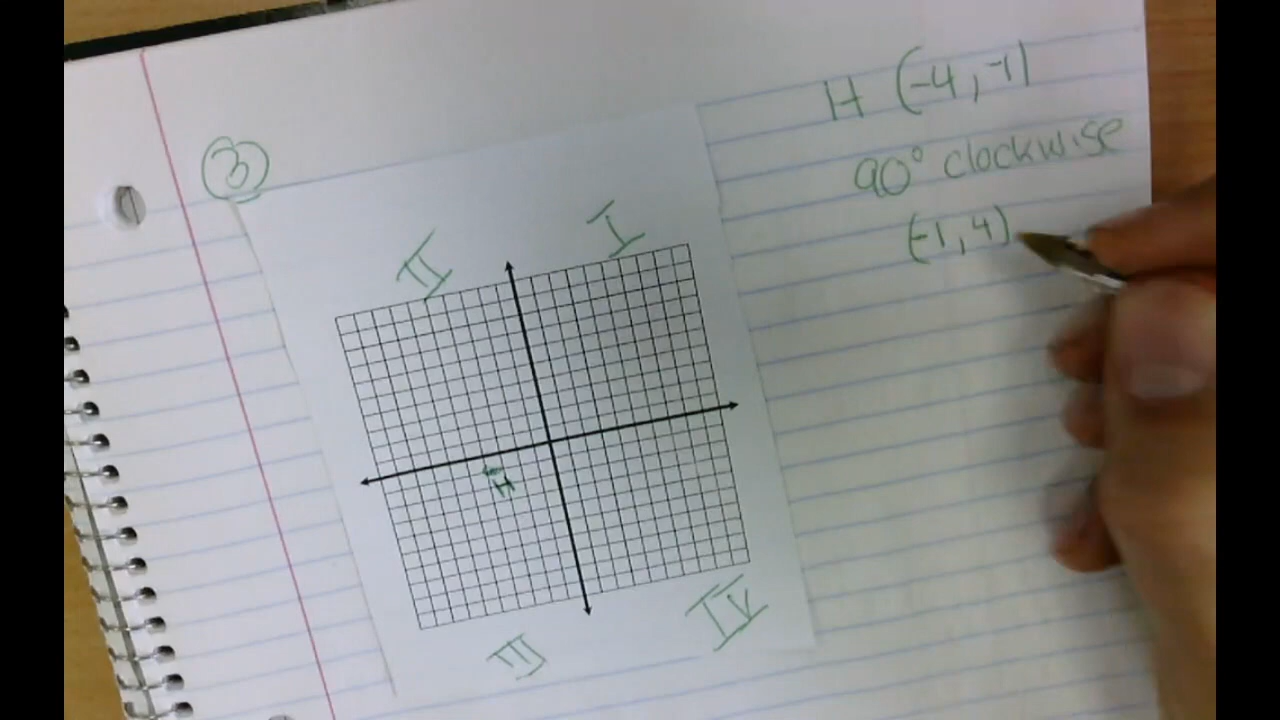 ③
H (-4, -1)
90° clockwise
(-1, 4)
II
I
H
III
IV